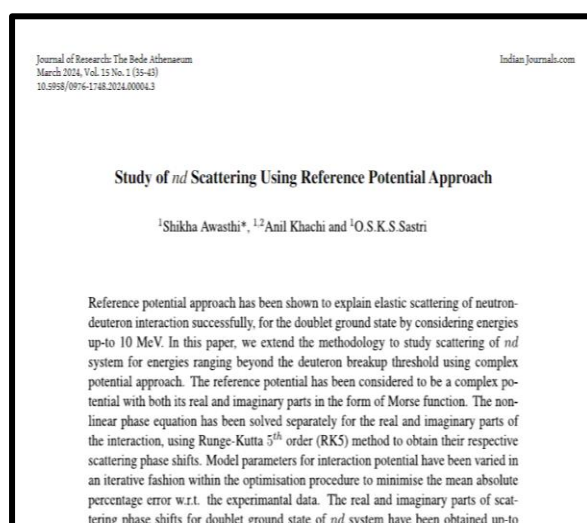 Journal of Research: The Bede Athenaeum
Indian Journals.com
March 2024, Vol. 15 No. 1 (35-43)
10.5958/0976-1748.2024.00004.3
Study of nd Scattering Using Reference Potential Approach
1Shikha Awasthi*, 1,2Anil Khachi and 1O.S.K.S.Sastri
Reference potential approach has been shown to explain elastic scattering of neutron-
deuteron interaction successfully, for the doublet ground state by considering energies
up-to 10 MeV. In this paper, we extend the methodology to study scattering of nd
system for energies ranging beyond the deuteron breakup threshold using complex
potential approach. The reference potential has been considered to be a complex po-
tential with both its real and imaginary parts in the form of Morse function. The non-
linear phase equation has been solved separately for the real and imaginary parts of
the interaction, using Runge-Kutta 5th order (RK5) method to obtain their respective
scattering phase shifts. Model parameters for interaction potential have been varied in
an iterative fashion within the optimisation procedure to minimise the mean absolute
percentage error w.r.t. the experimantal data. The real and imaginary parts of scat-
tering phase shifts for doublet ground state of nd system have been obtained up-to